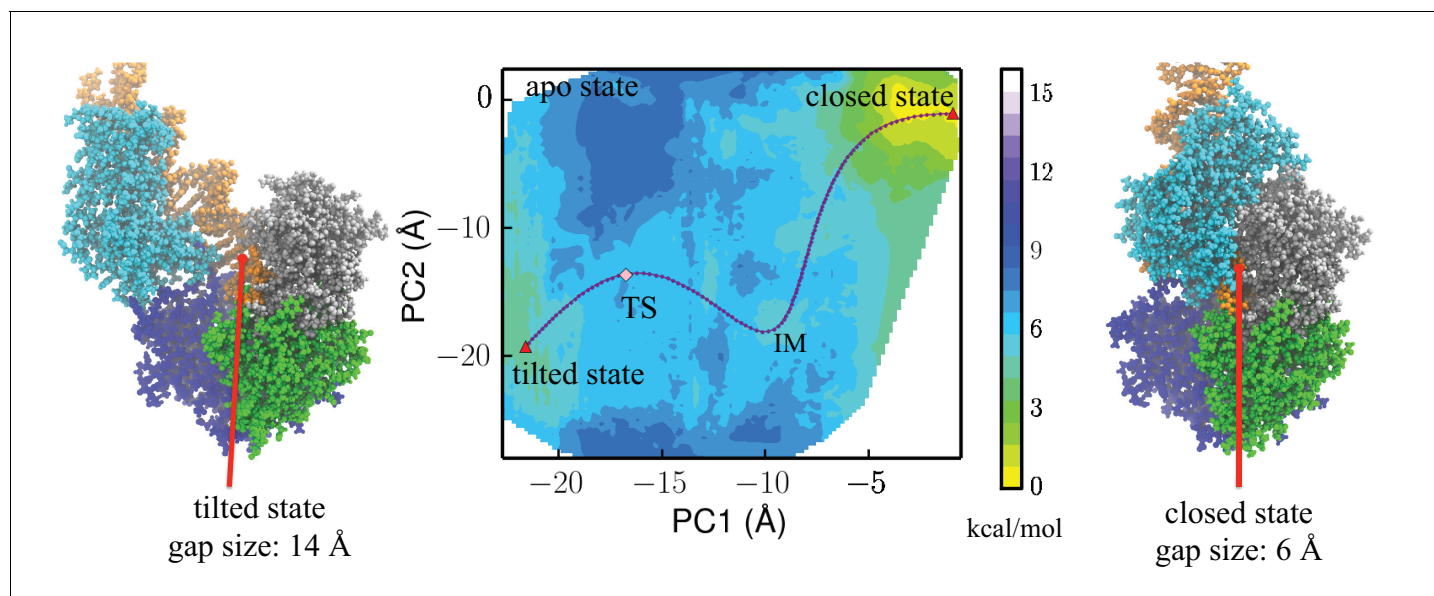 apo state
closed state
TS
IM
tilted state
0
−10
−20
PC2 (Å)
−20
−15
−10
−5
PC1 (Å)
15
12
9
6
3
0
kcal/mol
tilted state
gap size: 14 Å
closed state
gap size: 6 Å